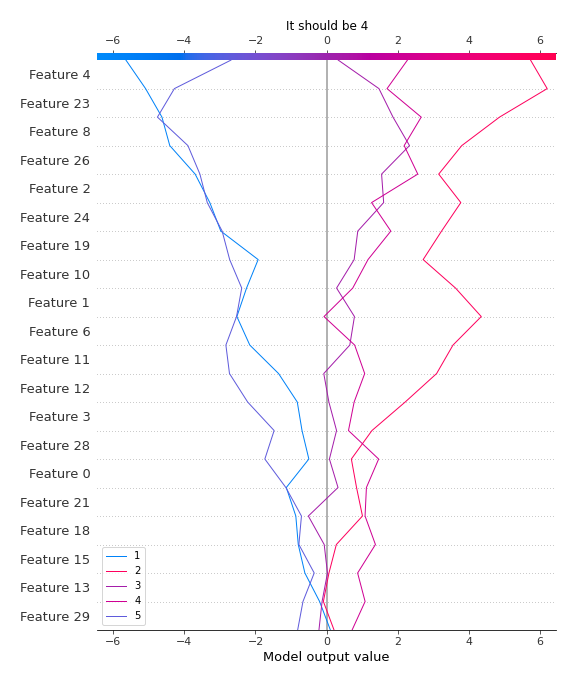 It should be 4
−6 −4 −2 0 2 4 6
Feature 4
Feature 23
Feature 8
Feature 26
Feature 2
Feature 24
Feature 19
Feature 10
Feature 1
Feature 6
Feature 11
Feature 12
Feature 3
Feature 28
Feature 0
Feature 21
Feature 18
Feature 15
Feature 13
Feature 29
1
2
3
4
5
−6 −4 −2 0 2 4 6
Model output value